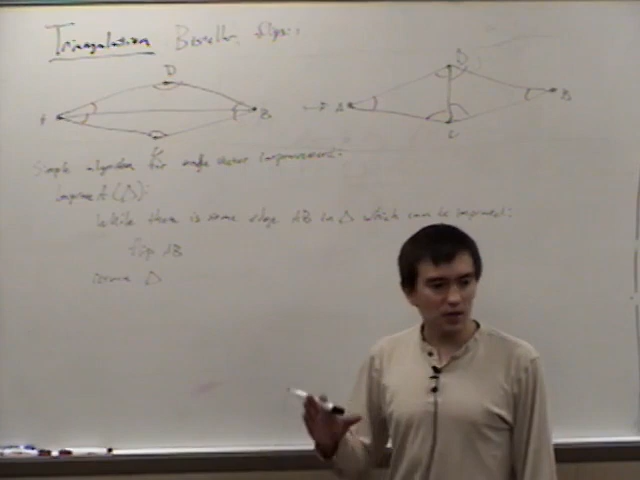 Triangulation Bistellar flips:
D
A B
C
→ A D B
C
Simple algorithm for angle vector improvement:
Improve A(△):
While there is some edge AB in △ which can be improved:
flip AB
return △